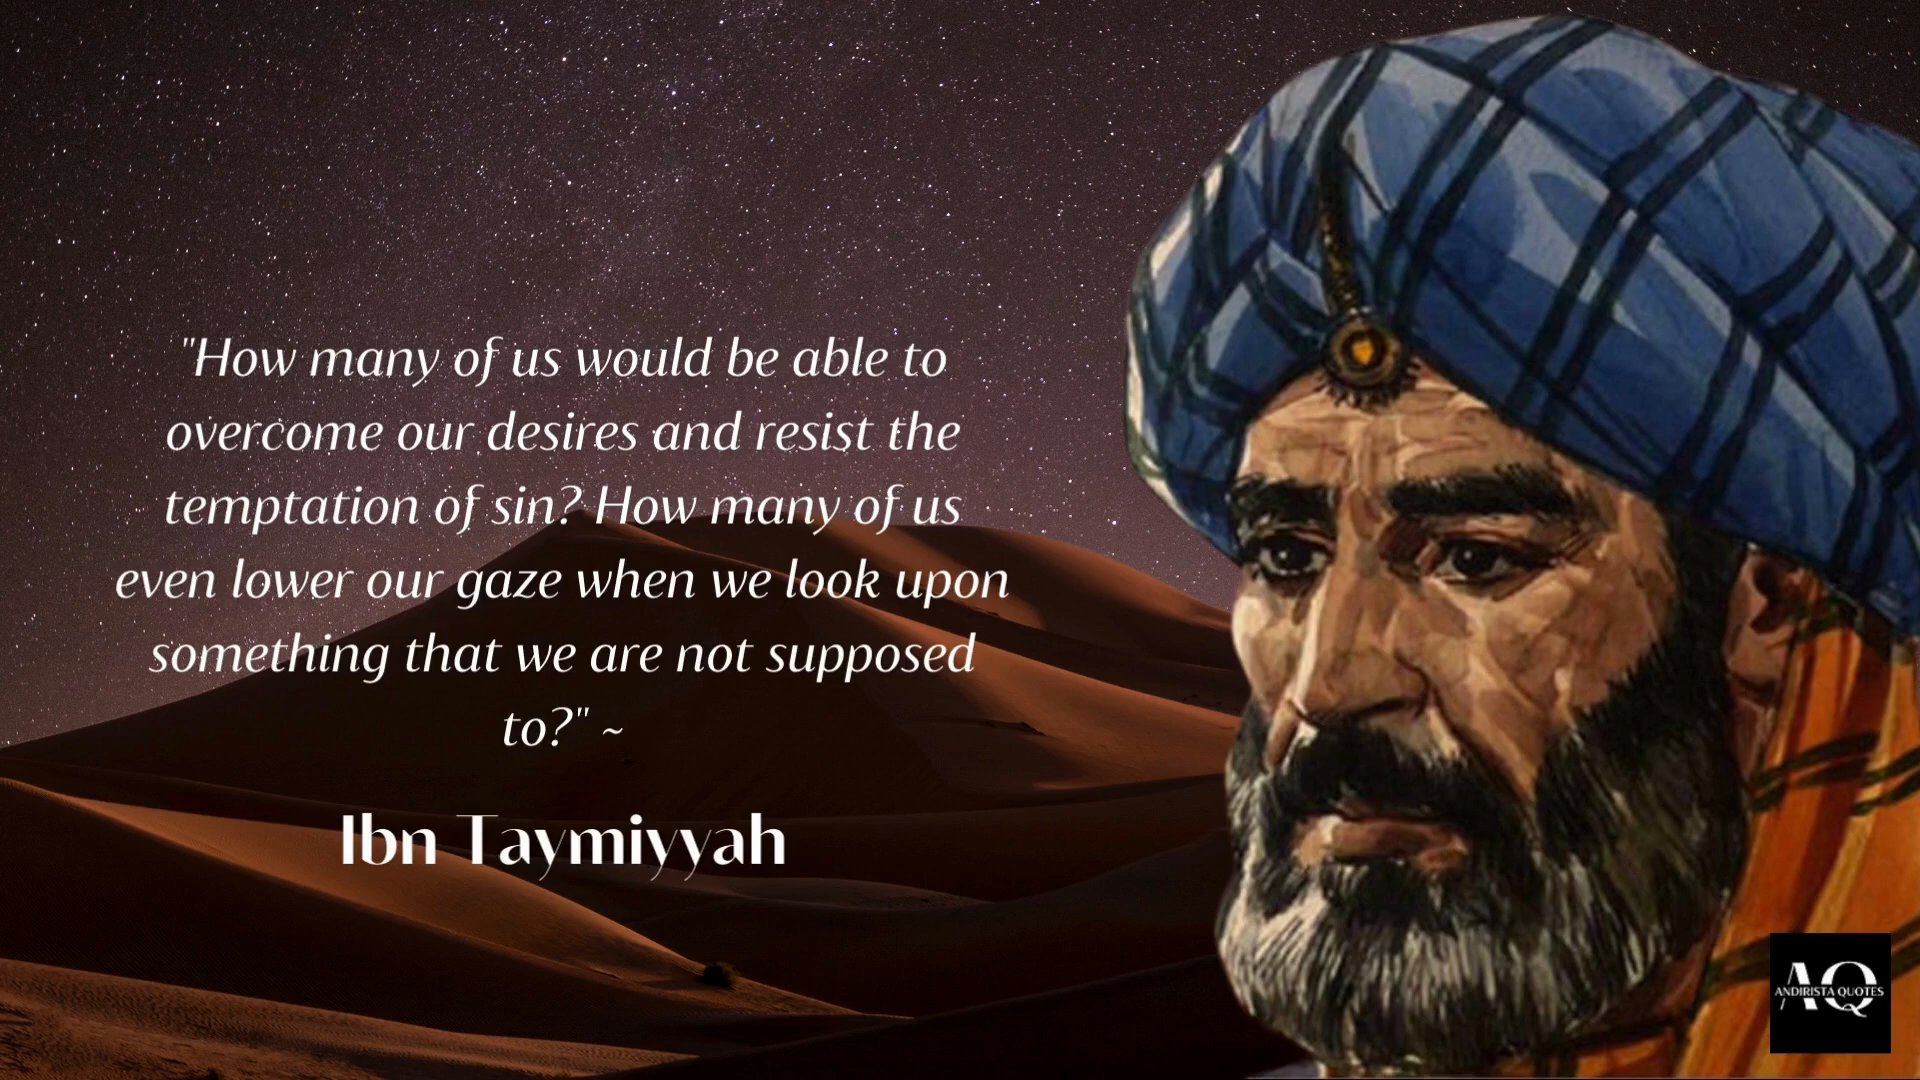 "How many of us would be able to
overcome our desires and resist the
temptation of sin? How many of us
even lower our gaze when we look upon
something that we are not supposed
to?" ~
Ibn Taymiyyah
AQ
ANDIRISTA QUOTES